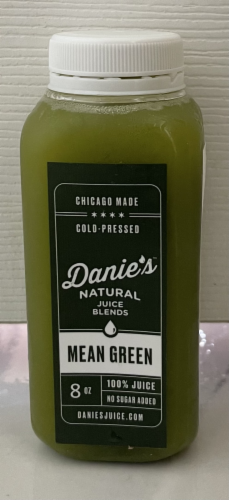 CHICAGO MADE
COLD-PRESSED
Danie's™
NATURAL
JUICE
BLENDS
MEAN GREEN
8 OZ
100% JUICE
NO SUGAR ADDED
DANIESJUICE.COM